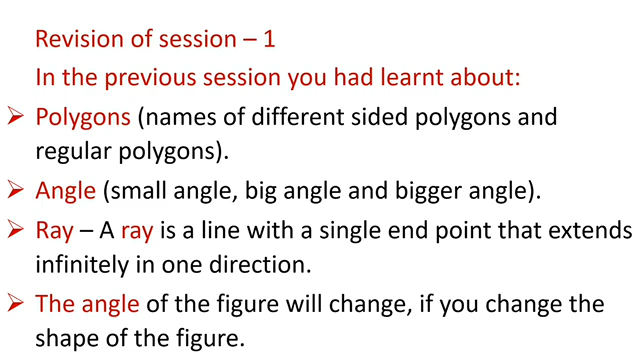 Revision of session – 1
In the previous session you had learnt about:
➢ Polygons (names of different sided polygons and
regular polygons).
➢ Angle (small angle, big angle and bigger angle).
➢ Ray – A ray is a line with a single end point that extends
infinitely in one direction.
➢ The angle of the figure will change, if you change the
shape of the figure.